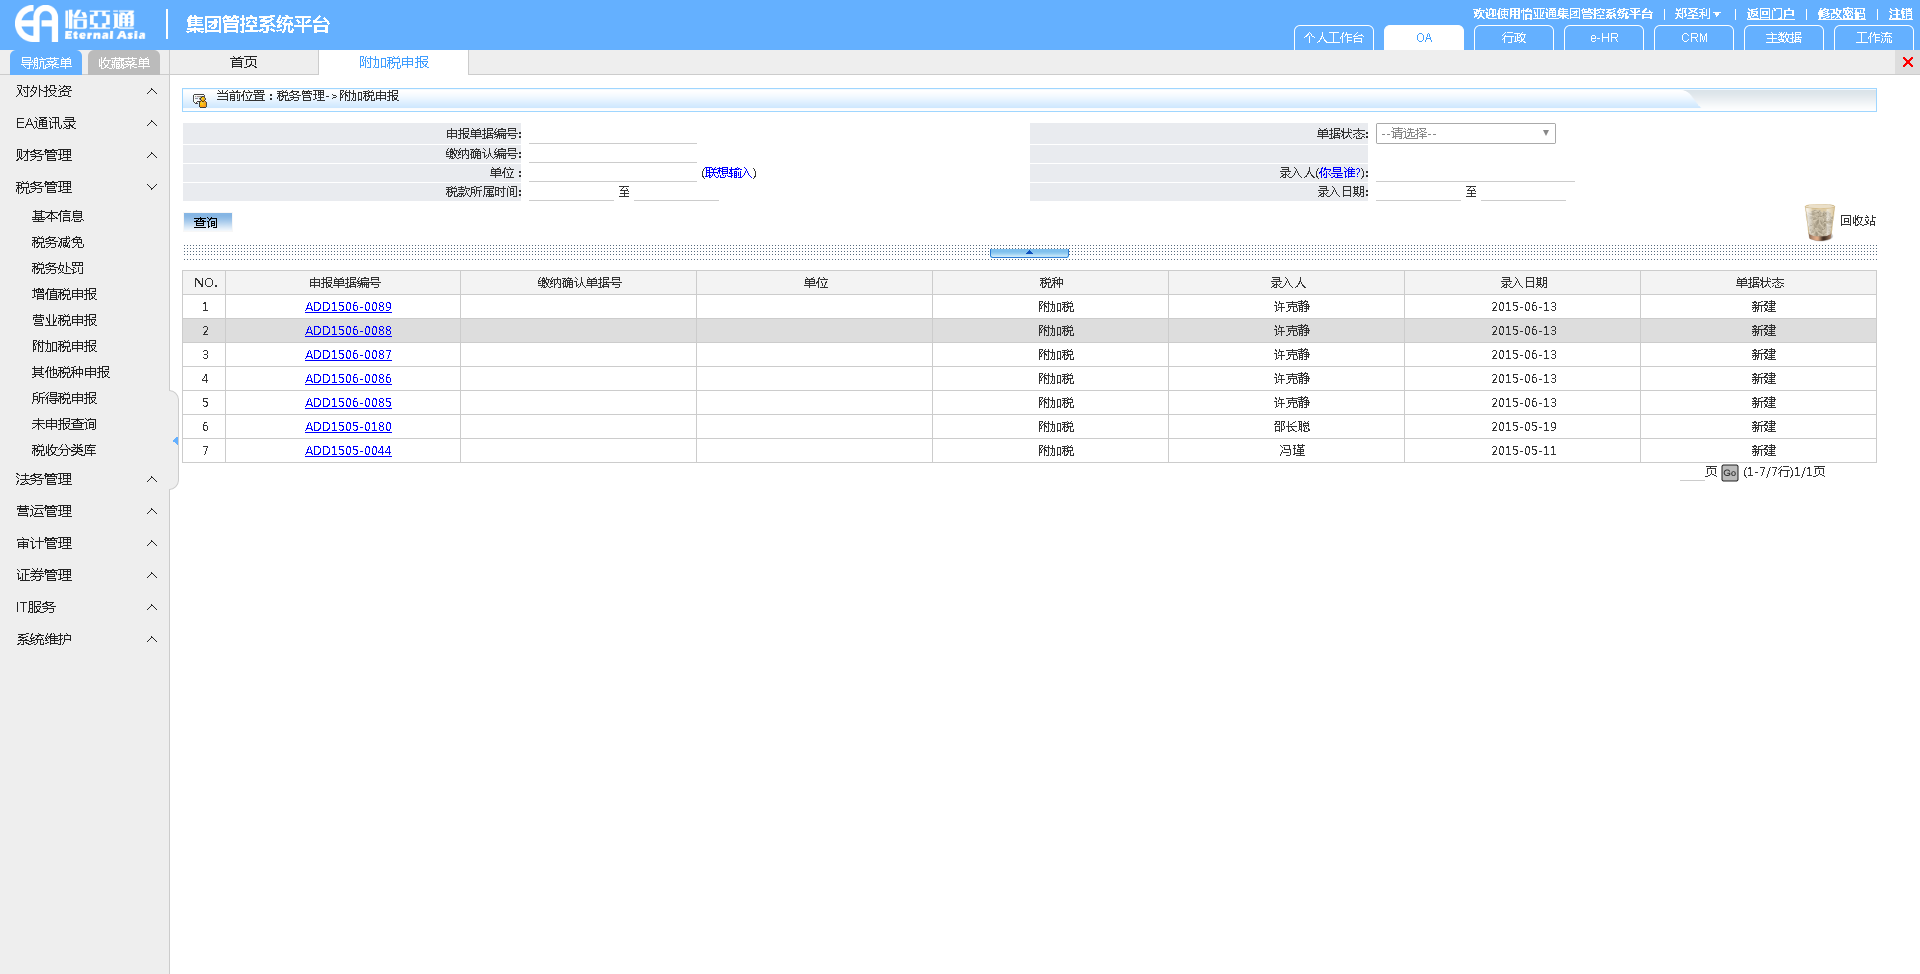 怡亞通
Eternal Asia
集团管控系统平台
欢迎使用怡亚通集团管控系统平台 | 郑圣利 | 返回门户 | 修改密码 | 注销
个人工作台 OA 行政 e-HR CRM 主数据 工作流
导航菜单 收藏菜单 首页 附加税申报
对外投资
EA通讯录
财务管理
税务管理
基本信息
税务减免
税务处罚
增值税申报
营业税申报
附加税申报
其他税种申报
所得税申报
未申报查询
税收分类库
法务管理
营运管理
审计管理
证券管理
IT服务
系统维护
当前位置：税务管理->附加税申报
申报单据编号: 单据状态: --请选择--
缴纳确认编号:
单位： (联想输入) 录入人(你是谁?):
税款所属时间: 至 录入日期: 至
查询 回收站
NO. 申报单据编号 缴纳确认单据号 单位 税种 录入人 录入日期 单据状态
1 ADD1506-0089 附加税 许克静 2015-06-13 新建
2 ADD1506-0088 附加税 许克静 2015-06-13 新建
3 ADD1506-0087 附加税 许克静 2015-06-13 新建
4 ADD1506-0086 附加税 许克静 2015-06-13 新建
5 ADD1506-0085 附加税 许克静 2015-06-13 新建
6 ADD1505-0180 附加税 邵长聪 2015-05-19 新建
7 ADD1505-0044 附加税 冯瑾 2015-05-11 新建
页 Go (1-7/7行)1/1页